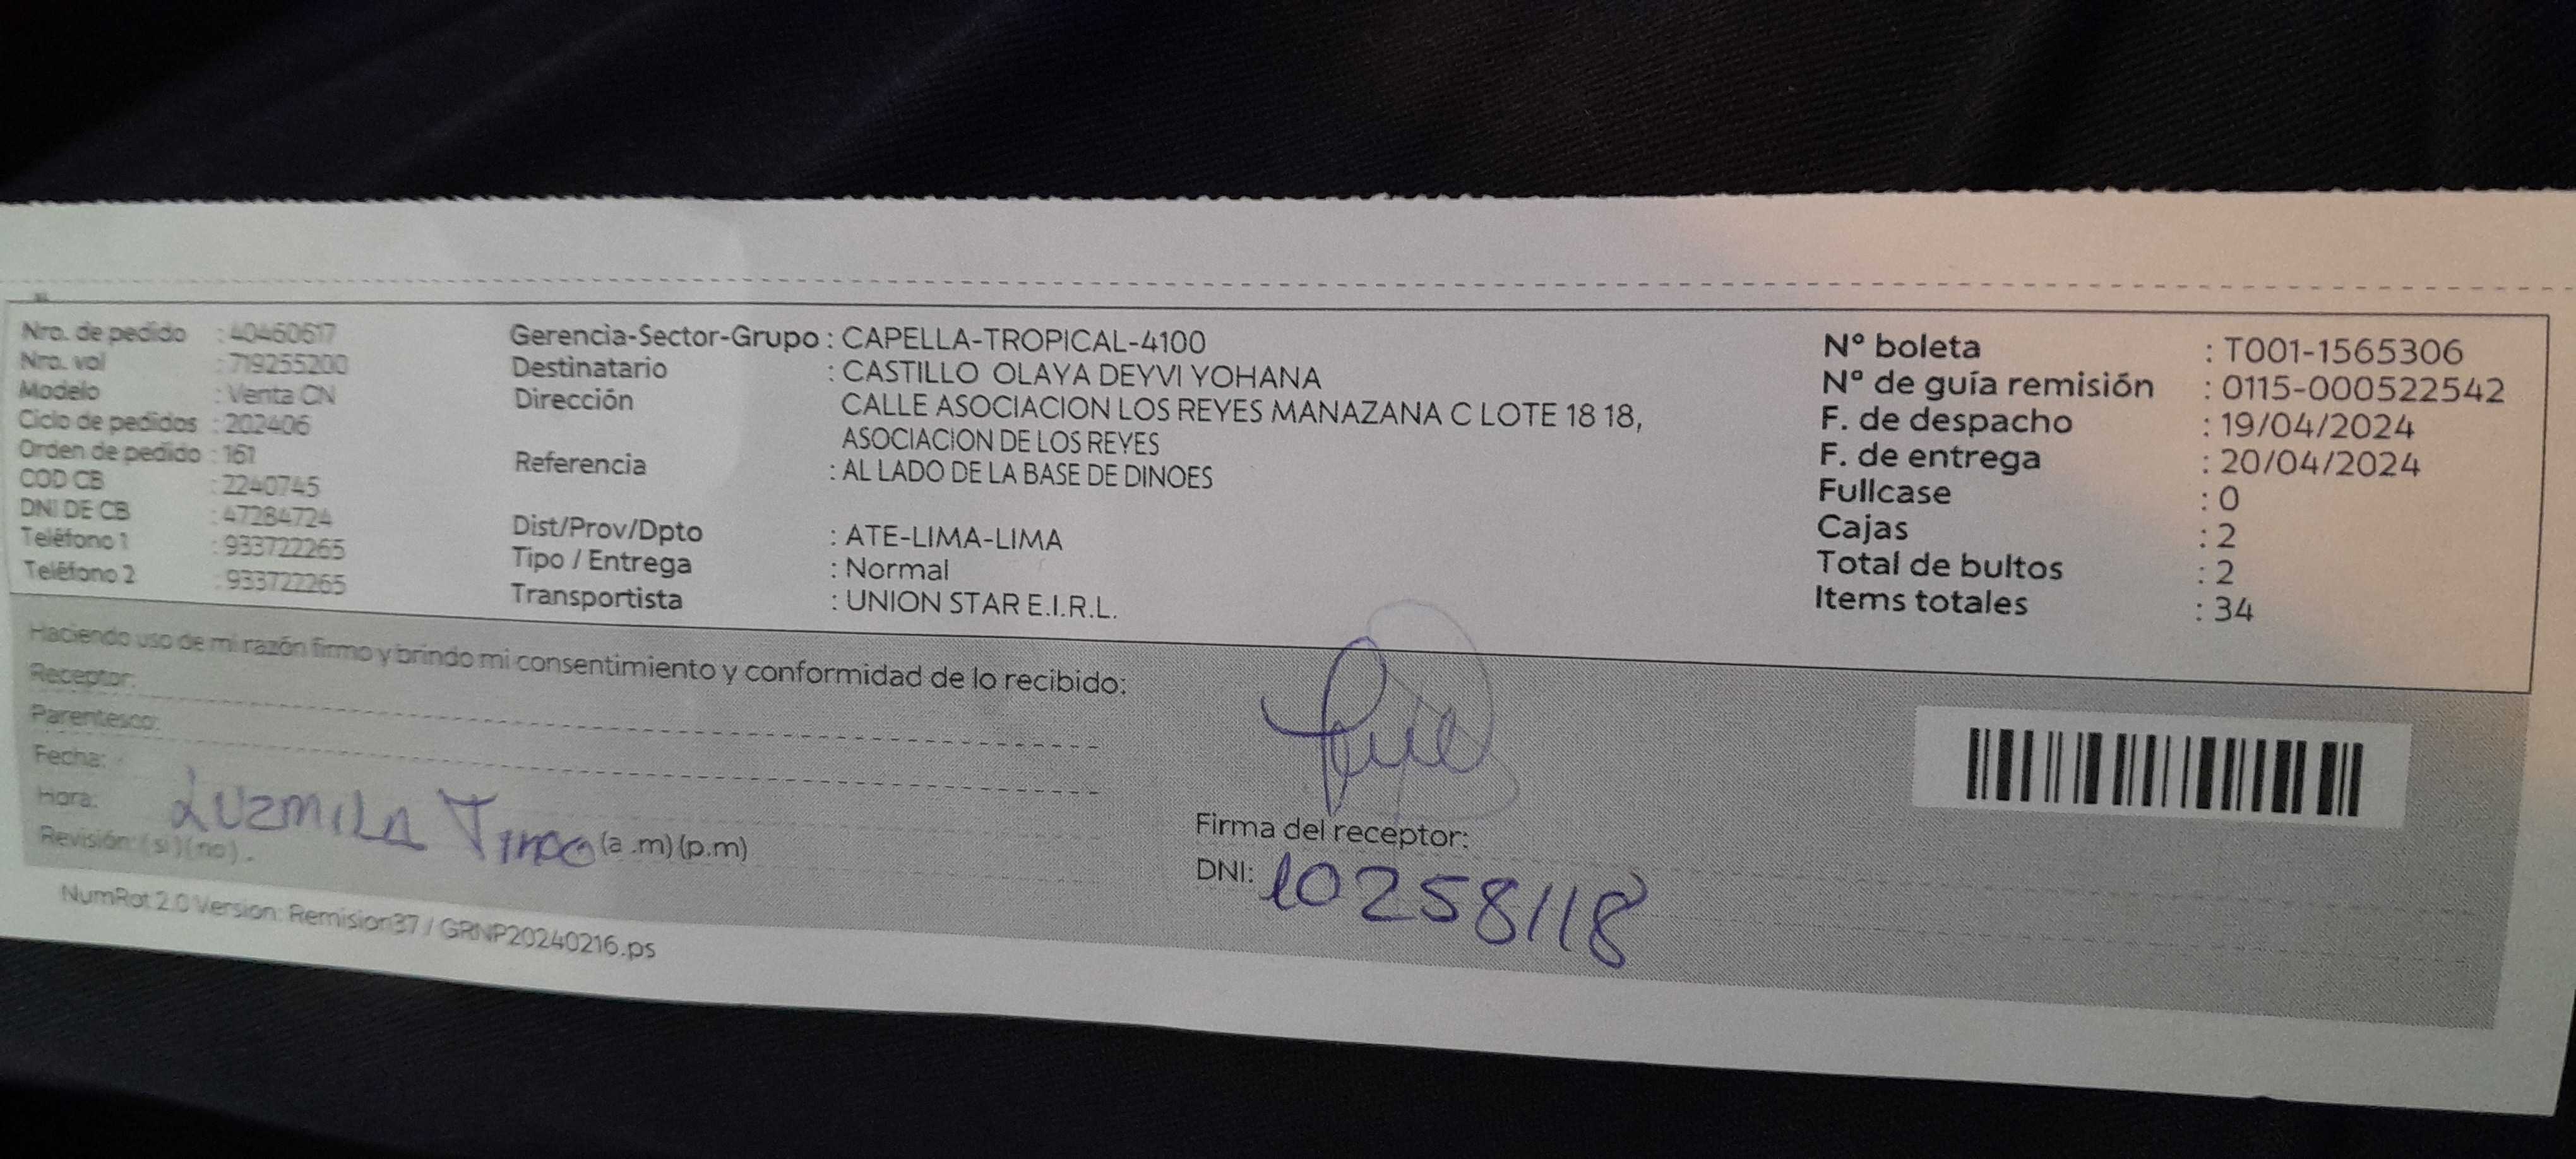 Nro. de pedido : 40460617
Nro. vol : 719255200
Modelo : Venta CN
Ciclo de pedidos : 202406
Orden de pedido : 161
COD CB : 2240745
DNI DE CB : 47284724
Teléfono 1 : 933722265
Teléfono 2 : 933722265
Gerencia-Sector-Grupo : CAPELLA-TROPICAL-4100
Destinatario : CASTILLO OLAYA DEYVI YOHANA
Dirección CALLE ASOCIACION LOS REYES MANAZANA C LOTE 18 18,
ASOCIACION DE LOS REYES
Referencia : AL LADO DE LA BASE DE DINOES
Dist/Prov/Dpto : ATE-LIMA-LIMA
Tipo / Entrega : Normal
Transportista : UNION STAR E.I.R.L.
Nº boleta : T001-1565306
Nº de guía remisión : 0115-000522542
F. de despacho : 19/04/2024
F. de entrega : 20/04/2024
Fullcase : 0
Cajas : 2
Total de bultos : 2
Items totales : 34
Haciendo uso de mi razón firmo y brindo mi consentimiento y conformidad de lo recibido:
Receptor:
Parentesco:
Fecha:
Hora: LUZMILA (a .m) (p.m)
Revisión: (si) (no) .
Firma del receptor:
DNI: 10258118
NumRot 2.0 Version: Remision37 / GRNP20240216.ps